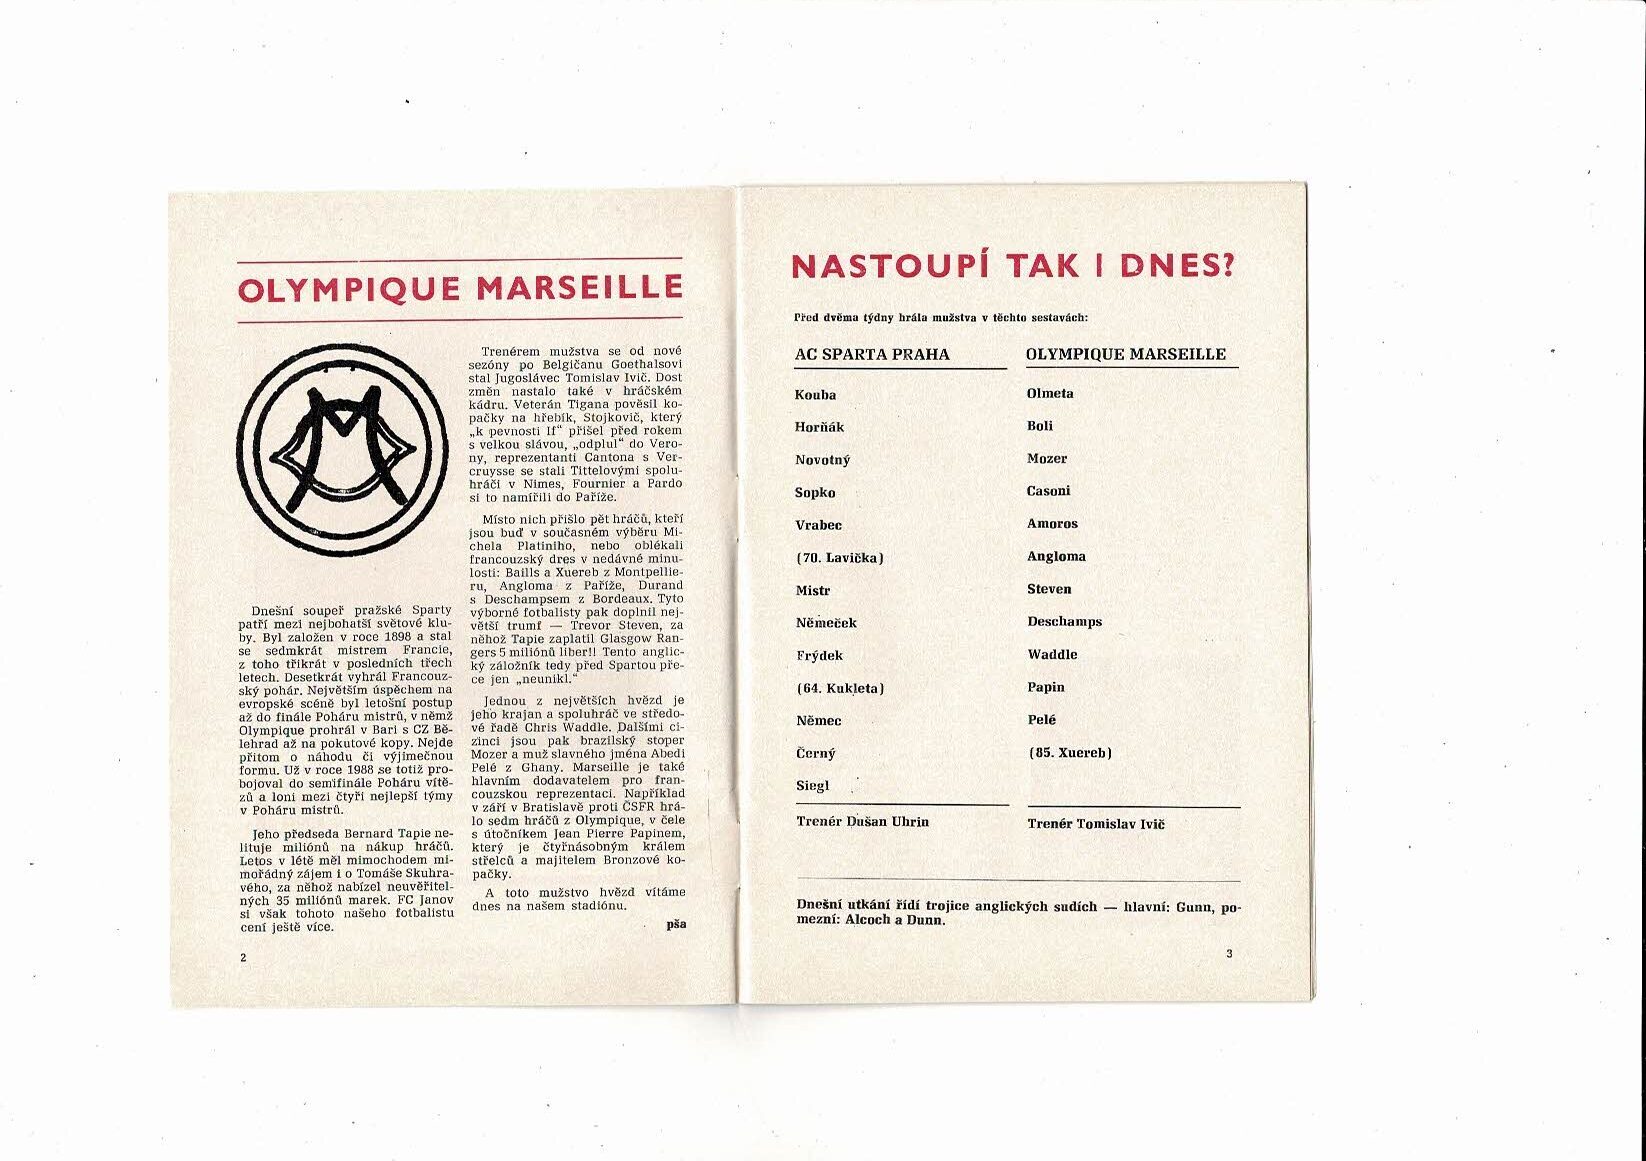 OLYMPIQUE MARSEILLE
Dnešní soupeř pražské Sparty
patří mezi nejbohatší světové klu-
by. Byl založen v roce 1898 a stal
se sedmkrát mistrem Francie,
z toho třikrát v posledních třech
letech. Desetkrát vyhrál Francouz-
ský pohár. Největším úspěchem na
evropské scéně byl letošní postup
až do finále Poháru mistrů, v němž
Olympique prohrál v Bari s CZ Bě-
lehrad až na pokutové kopy. Nejde
přitom o náhodu či výjimečnou
formu. Už v roce 1988 se totiž pro-
bojoval do semifinále Poháru vítě-
zů a loni mezi čtyři nejlepší týmy
v Poháru mistrů.
Jeho předseda Bernard Tapie ne-
lituje miliónů na nákup hráčů.
Letos v létě měl mimochodem mi-
mořádný zájem i o Tomáše Skuhra-
vého, za něhož nabízel neuvěřitel-
ných 35 miliónů marek. FC Janov
si však tohoto našeho fotbalistu
cení ještě více.
2
Trenérem mužstva se od nové
sezóny po Belgičanu Goethalsovi
stal Jugoslávec Tomislav Ivič. Dost
změn nastalo také v hráčském
kádru. Veterán Tigana pověsil ko-
pačky na hřebík, Stojkovič, který
„k pevnosti If“ přišel před rokem
s velkou slávou, „odplul“ do Vero-
ny, reprezentanti Cantona s Ver-
cruysse se stali Tittelovými spolu-
hráči v Nimes, Fournier a Pardo
si to namířili do Paříže.
Místo nich přišlo pět hráčů, kteří
jsou buď v současném výběru Mi-
chela Platiniho, nebo oblékali
francouzský dres v nedávné minu-
losti: Baills a Xuereb z Montpellie-
ru, Angloma z Paříže, Durand
s Deschampsem z Bordeaux. Tyto
výborné fotbalisty pak doplnil nej-
větší trumf — Trevor Steven, za
něhož Tapie zaplatil Glasgow Ran-
gers 5 miliónů liber!! Tento anglic-
ký záložník tedy před Spartou pře-
ce jen „neunikl.“
Jednou z největších hvězd je
jeho krajan a spoluhráč ve středo-
vé řadě Chris Waddle. Dalšími ci-
zinci jsou pak brazilský stoper
Mozer a muž slavného jména Abedi
Pelé z Ghany. Marseille je také
hlavním dodavatelem pro fran-
couzskou reprezentaci. Například
v září v Bratislavě proti ČSFR hrá-
lo sedm hráčů z Olympique, v čele
s útočníkem Jean Pierre Papinem,
který je čtyřnásobným králem
střelců a majitelem Bronzové ko-
pačky.
A toto mužstvo hvězd vítáme
dnes na našem stadiónu.
pša
NASTOUPÍ TAK I DNES?
Před dvěma týdny hrála mužstva v těchto sestavách:
AC SPARTA PRAHA
Kouba
Horňák
Novotný
Sopko
Vrabec
(70. Lavička)
Mistr
Němeček
Frýdek
(64. Kukleta)
Němec
Černý
Siegl
Trenér Dušan Uhrin
OLYMPIQUE MARSEILLE
Olmeta
Boli
Mozer
Casoni
Amoros
Angloma
Steven
Deschamps
Waddle
Papin
Pelé
(85. Xuereb)
Trenér Tomislav Ivič
Dnešní utkání řídí trojice anglických sudích — hlavní: Gunn, po-
mezní: Alcoch a Dunn.
3